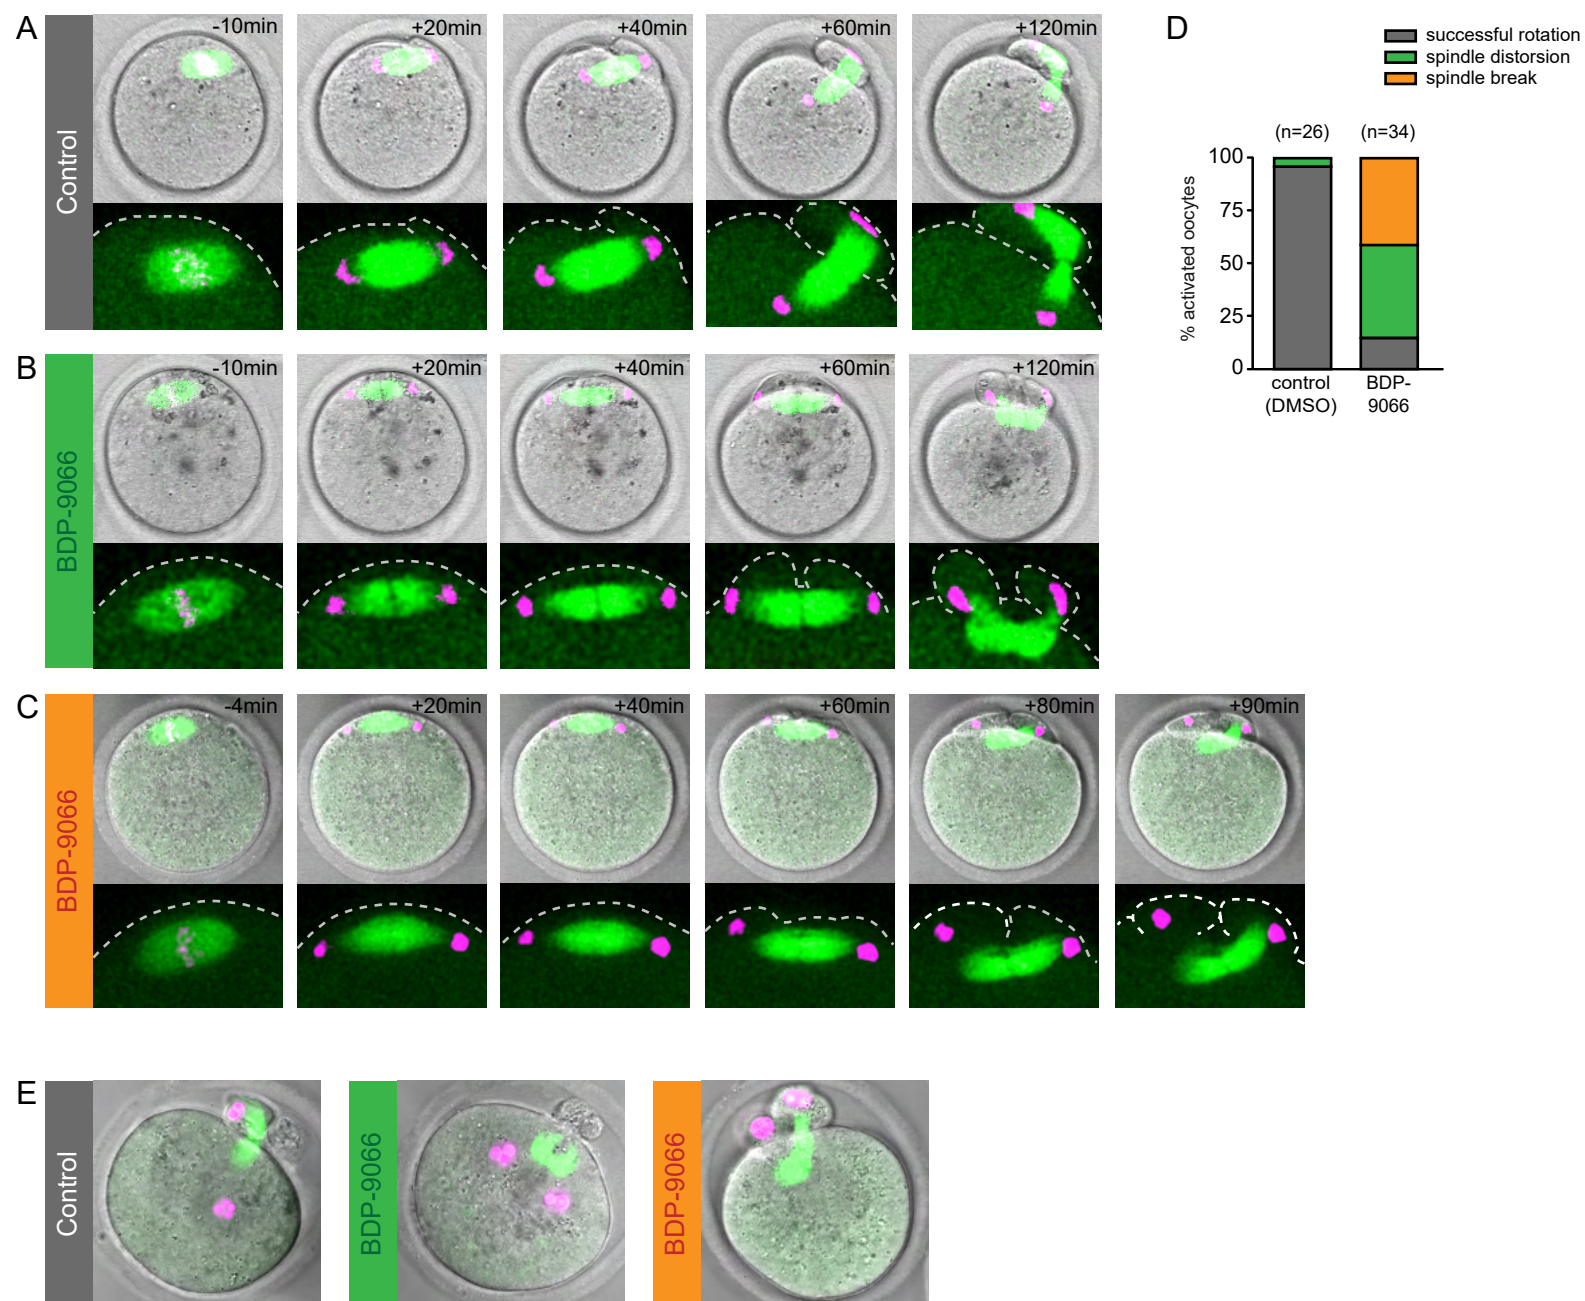 A
Control
-10min
+20min
+40min
+60min
+120min
B
BDP-9066
-10min
+20min
+40min
+60min
+120min
C
BDP-9066
-4min
+20min
+40min
+60min
+80min
+90min
D
successful rotation
spindle distorsion
spindle break
(n=26)
(n=34)
% activated oocytes
100
75
50
25
0
control
(DMSO)
BDP-
9066
E
Control
BDP-9066
BDP-9066